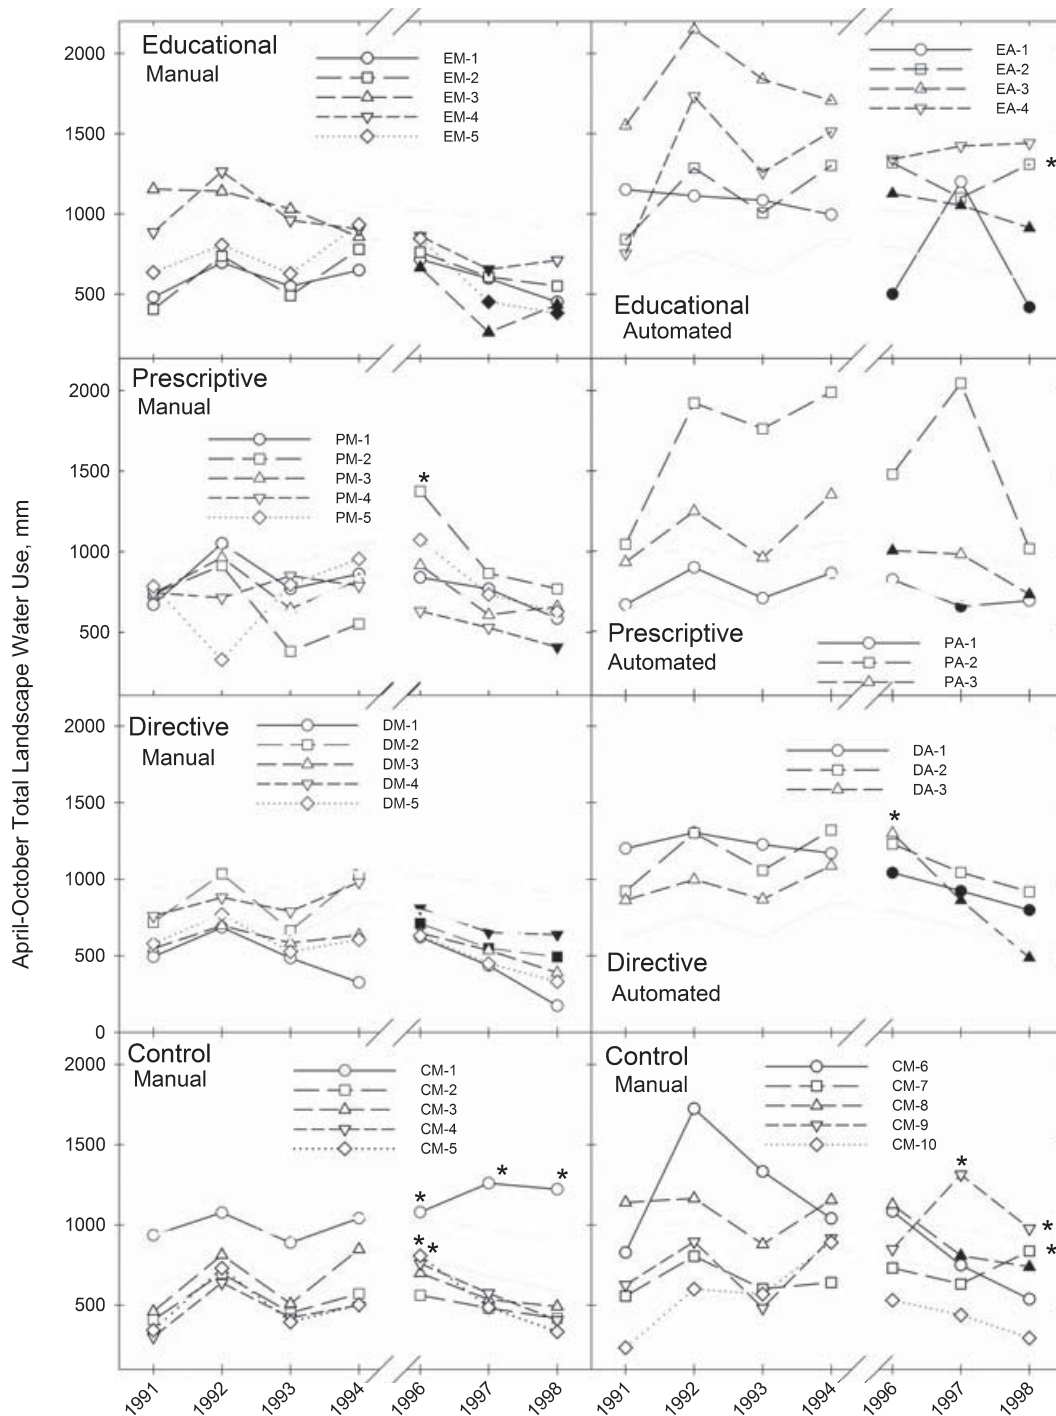 April-October Total Landscape Water Use, mm
Educational
Manual
EM-1
EM-2
EM-3
EM-4
EM-5
2000
1500
1000
500
Educational
Automated
EA-1
EA-2
EA-3
EA-4
*
Prescriptive
Manual
PM-1
PM-2
PM-3
PM-4
PM-5
*
2000
1500
1000
500
Prescriptive
Automated
PA-1
PA-2
PA-3
Directive
Manual
DM-1
DM-2
DM-3
DM-4
DM-5
2000
1500
1000
500
0
Directive
Automated
DA-1
DA-2
DA-3
*
Control
Manual
CM-1
CM-2
CM-3
CM-4
CM-5
* * *
* *
2000
1500
1000
500
1991 1992 1993 1994 1996 1997 1998
Control
Manual
CM-6
CM-7
CM-8
CM-9
CM-10
*
*
*
1991 1992 1993 1994 1996 1997 1998